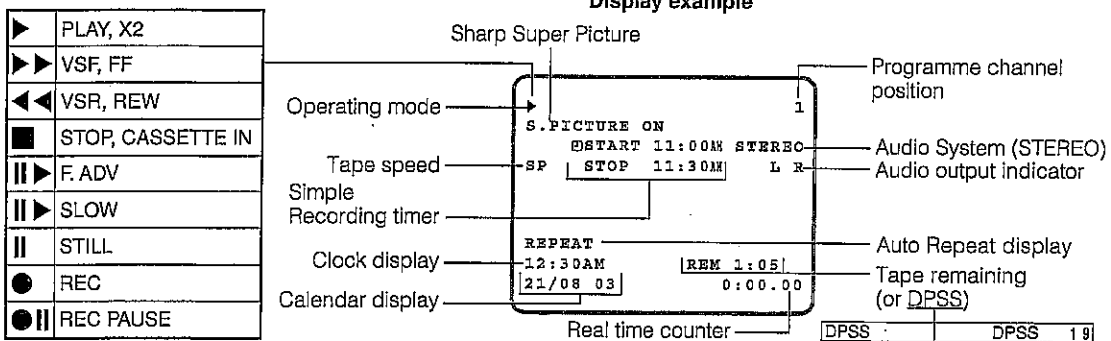 Display example
PLAY, X2
VSF, FF
VSR, REW
STOP, CASSETTE IN
F. ADV
SLOW
STILL
REC
REC PAUSE
Sharp Super Picture
Operating mode
Tape speed
Simple
Recording timer
Clock display
Calendar display
1
S.PICTURE ON
START 11:00AM STEREO
SP STOP 11:30AM L R
REPEAT
12:30AM REM 1:05
21/08 03 0:00.00
Programme channel
position
Audio System (STEREO)
Audio output indicator
Auto Repeat display
Tape remaining
(or DPSS)
Real time counter
DPSS DPSS 19